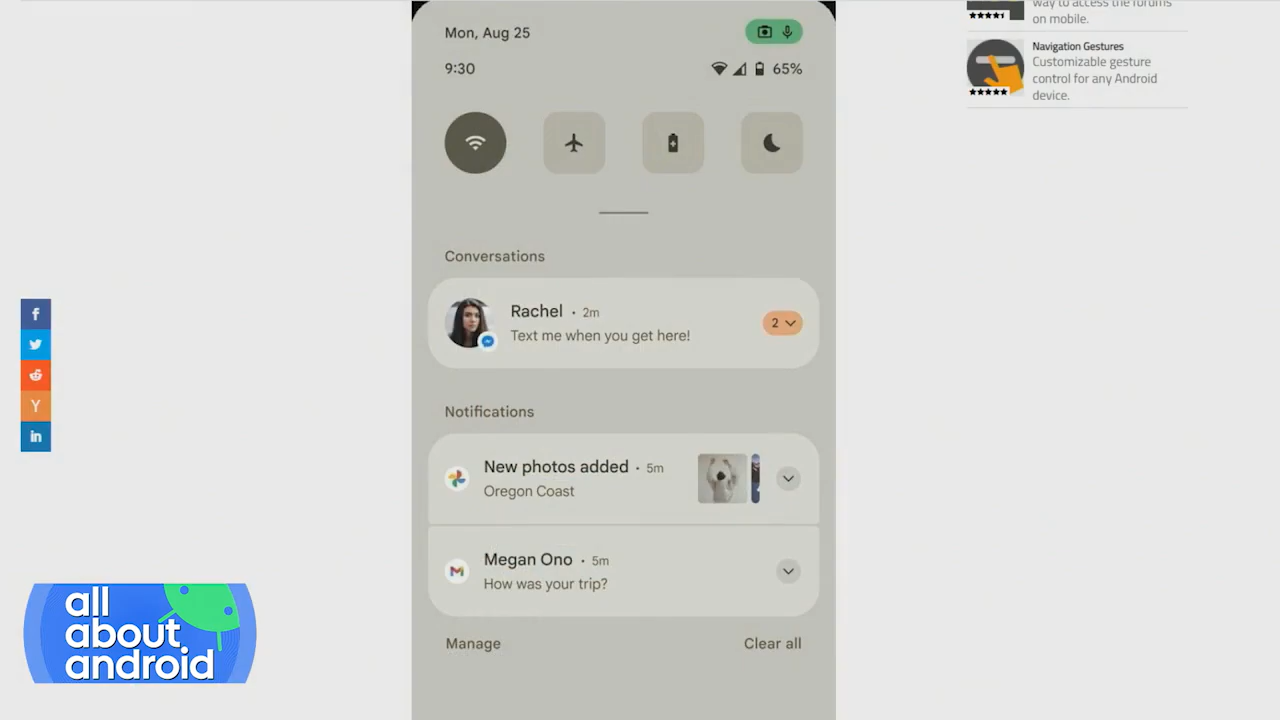 way to access the forums
on mobile.
Navigation Gestures
Customizable gesture
control for any Android
device.
Mon, Aug 25
9:30
65%
Conversations
Rachel · 2m
Text me when you get here!
2
Notifications
New photos added · 5m
Oregon Coast
Megan Ono · 5m
How was your trip?
Manage
Clear all
f
Y
in
all
about
android